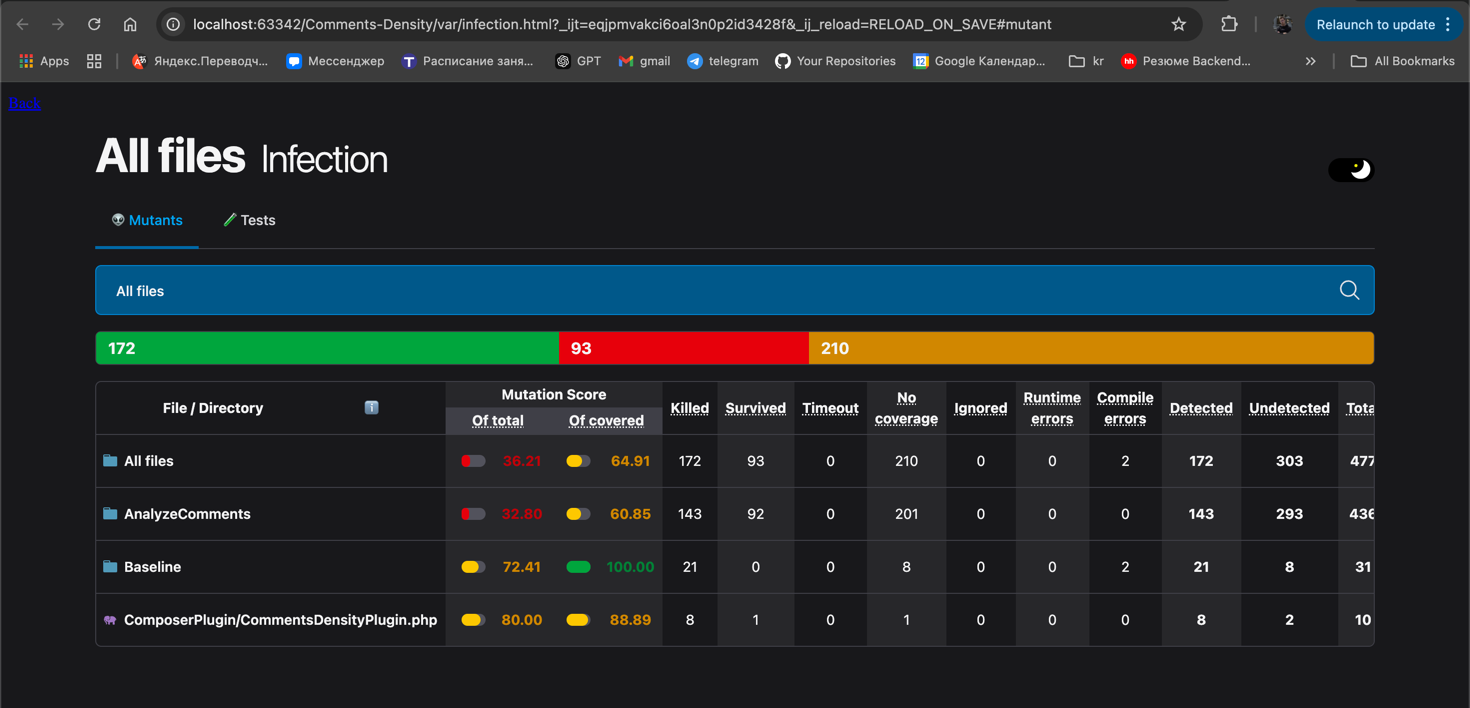 localhost:63342/Comments-Density/var/infection.html?_ijt=eqjpmvakci6oal3n0p2id3428f&_ij_reload=RELOAD_ON_SAVE#mutant
Relaunch to update
Apps
Яндекс.Переводч...
Мессенджер
Расписание заня...
GPT
gmail
telegram
Your Repositories
12 Google Календар...
kr
hh Резюме Backend...
»
All Bookmarks
Back
All files Infection
Mutants Tests
All files
172 93 210
File / Directory Mutation Score Of total Of covered Killed Survived Timeout No coverage Ignored Runtime errors Compile errors Detected Undetected Tota
All files 36.21 64.91 172 93 0 210 0 0 2 172 303 477
AnalyzeComments 32.80 60.85 143 92 0 201 0 0 0 143 293 436
Baseline 72.41 100.00 21 0 0 8 0 0 2 21 8 31
ComposerPlugin/CommentsDensityPlugin.php 80.00 88.89 8 1 0 1 0 0 0 8 2 10